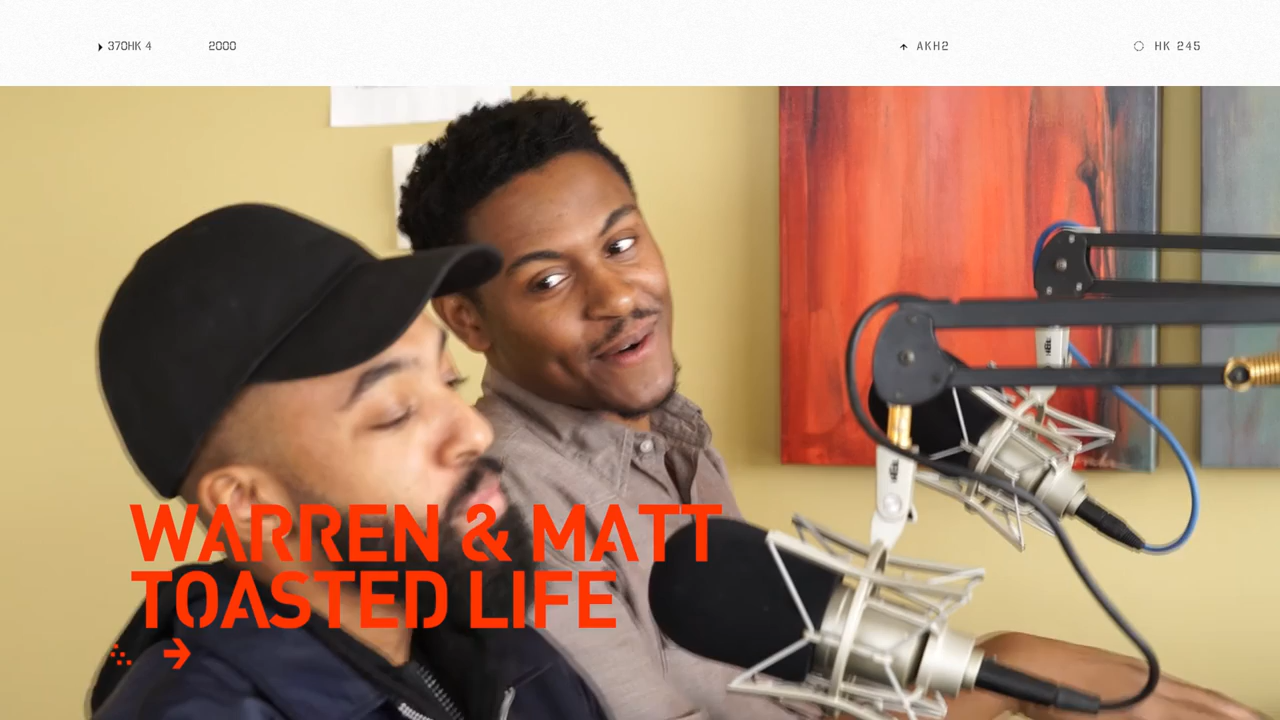 370HK 4
2000
AKH2
HK 245
WARREN & MATT
TOASTED LIFE